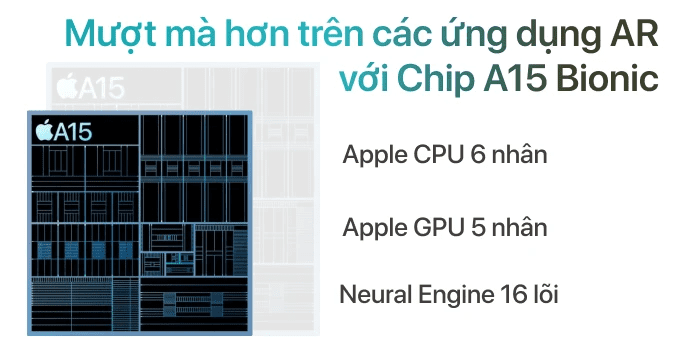 Mượt mà hơn trên các ứng dụng AR
với Chip A15 Bionic
A15
A15
Apple CPU 6 nhân
Apple GPU 5 nhân
Neural Engine 16 lõi